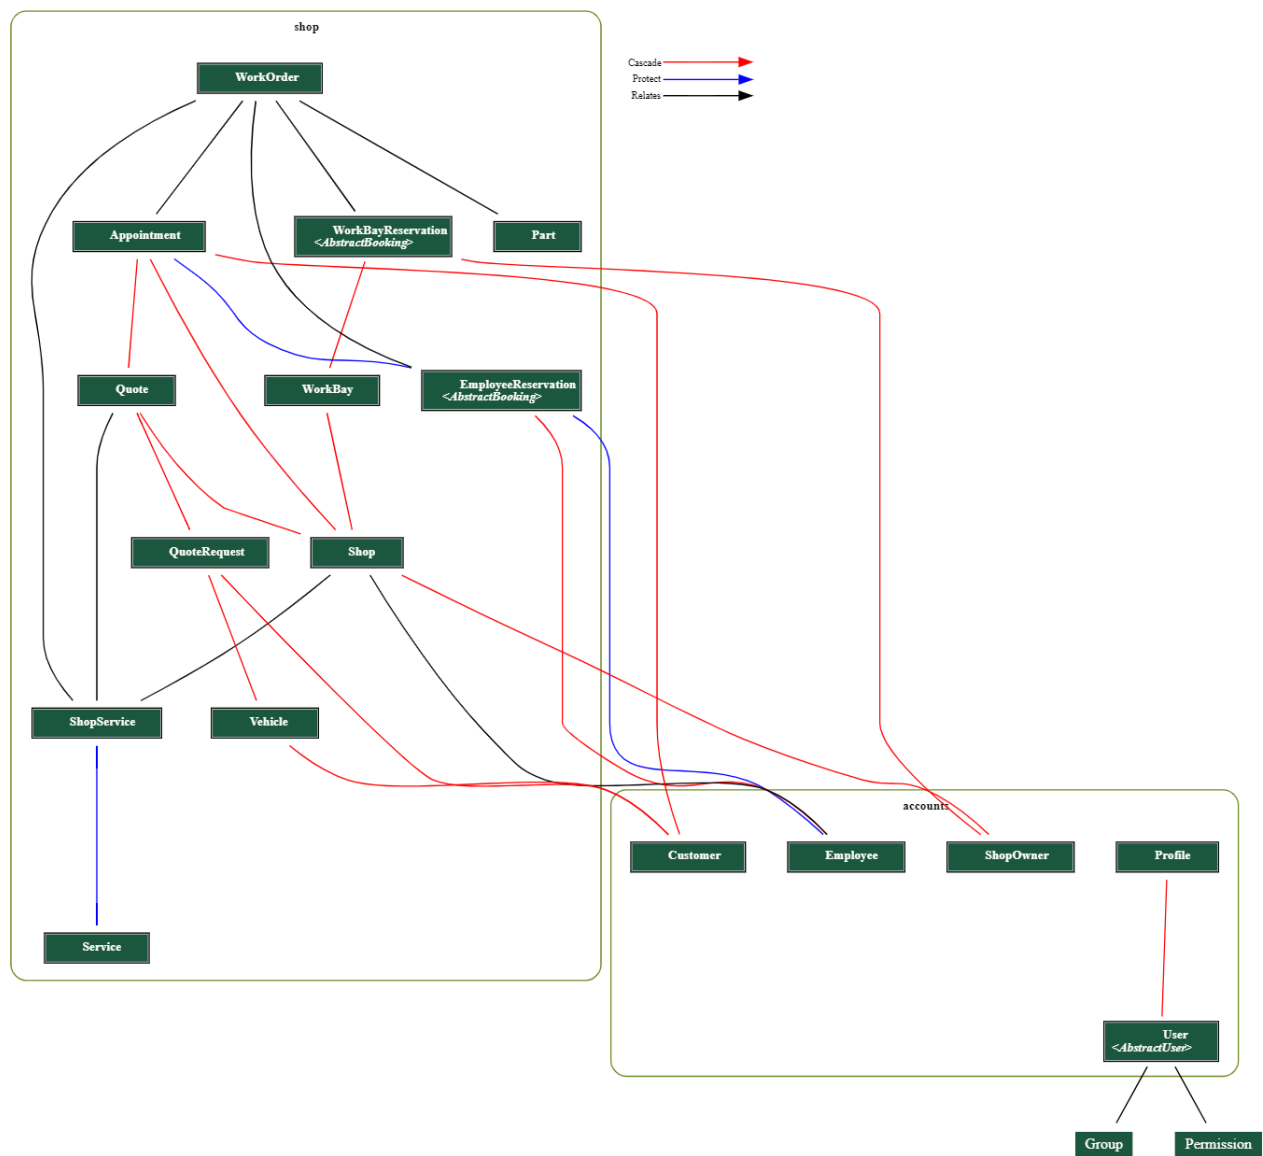 shop
WorkOrder
Cascade
Protect
Relates
Appointment
WorkBayReservation
<AbstractBooking>
Part
Quote
WorkBay
EmployeeReservation
<AbstractBooking>
QuoteRequest
Shop
ShopService
Vehicle
accounts
Customer
Employee
ShopOwner
Profile
Service
User
<AbstractUser>
Group
Permission